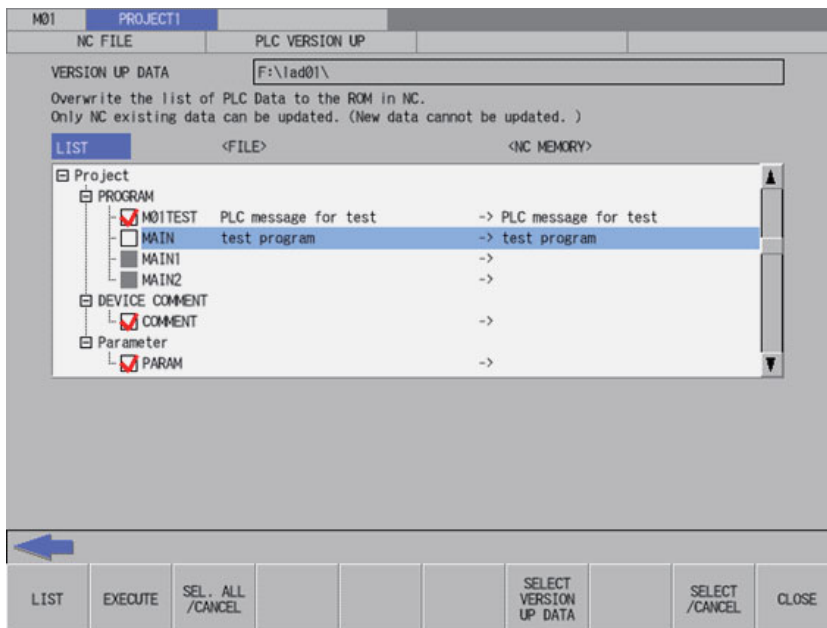 MØ1 PROJECT1
NC FILE PLC VERSION UP
VERSION UP DATA F:\lad01\
Overwrite the list of PLC Data to the ROM in NC.
Only NC existing data can be updated. (New data cannot be updated. )
LIST <FILE> <NC MEMORY>
Project
PROGRAM
MØ1TEST PLC message for test -> PLC message for test
MAIN test program -> test program
MAIN1 ->
MAIN2 ->
DEVICE COMMENT
COMMENT ->
Parameter
PARAM ->
LIST EXECUTE SEL. ALL /CANCEL SELECT VERSION UP DATA SELECT /CANCEL CLOSE